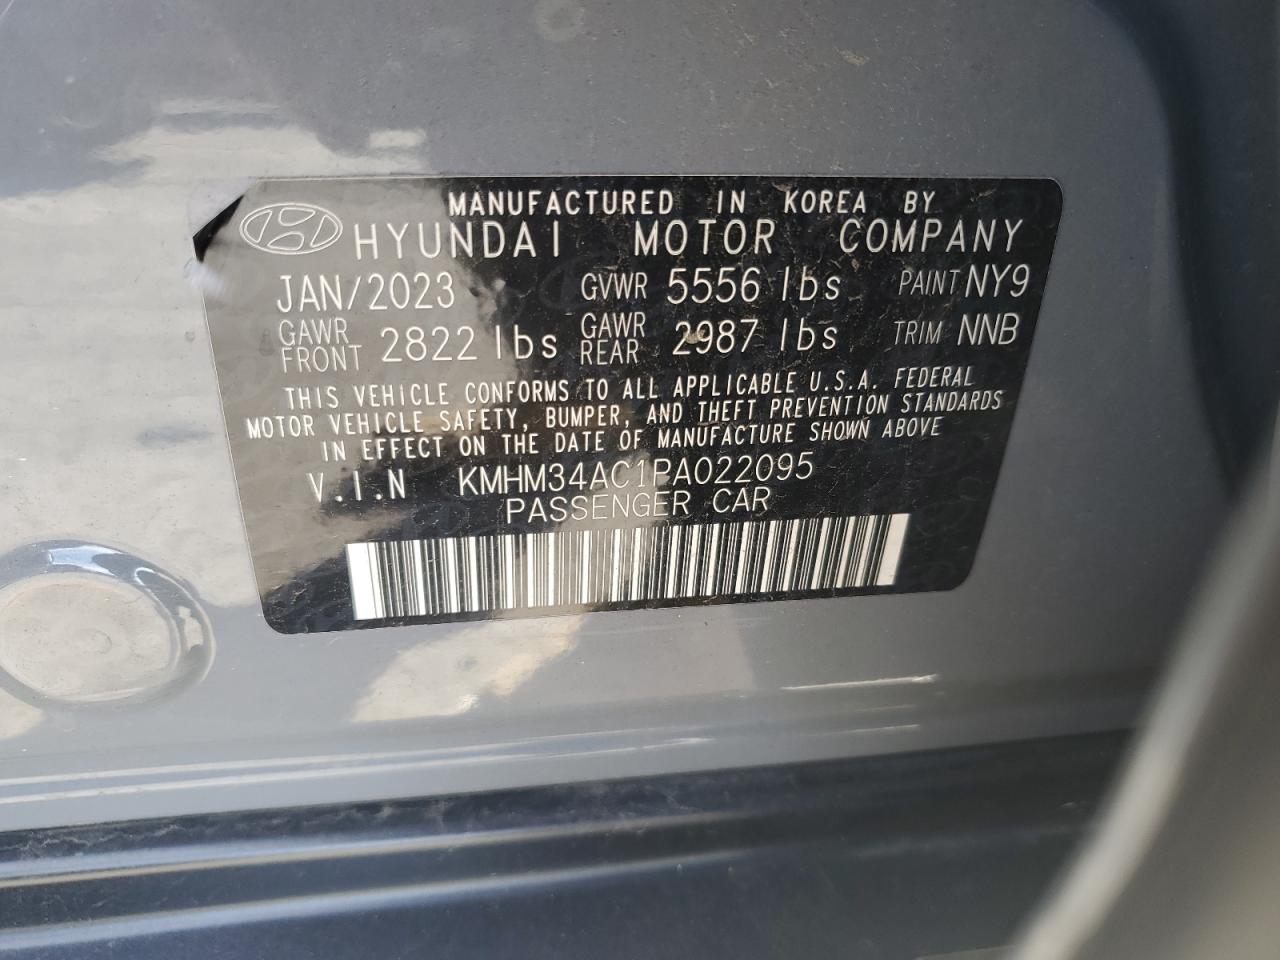 MANUFACTURED IN KOREA BY
HYUNDAI MOTOR COMPANY
JAN/2023 GVWR 5556 lbs PAINT NY9
GAWR FRONT 2822 lbs GAWR REAR 2987 lbs TRIM NNB
THIS VEHICLE CONFORMS TO ALL APPLICABLE U.S.A. FEDERAL
MOTOR VEHICLE SAFETY, BUMPER, AND THEFT PREVENTION STANDARDS
IN EFFECT ON THE DATE OF MANUFACTURE SHOWN ABOVE
V.I.N KMHM34AC1PA022095
PASSENGER CAR